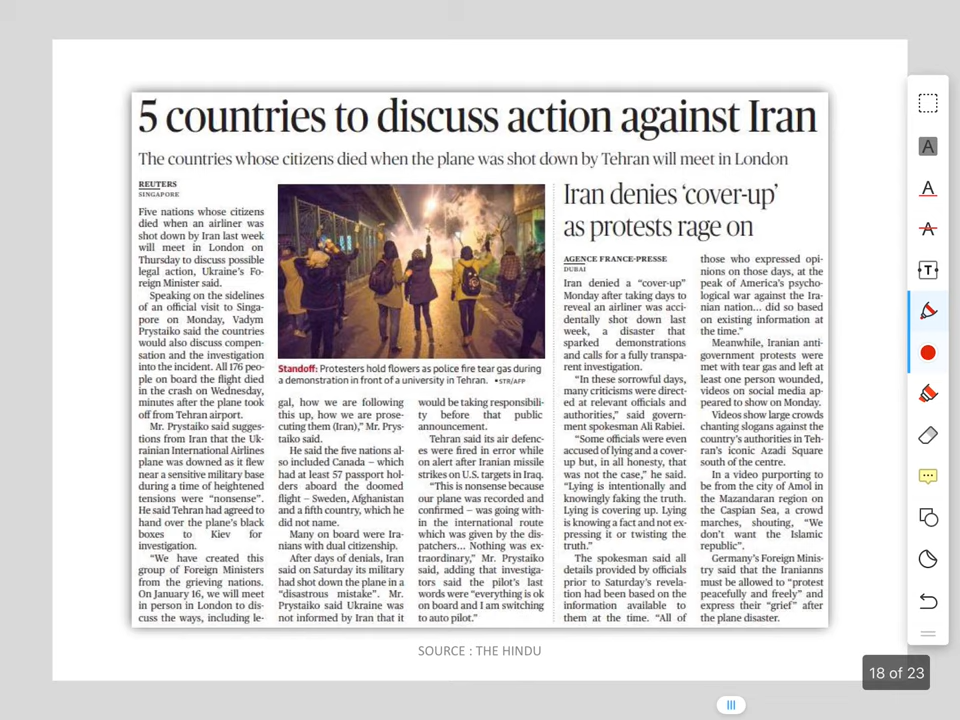 5 countries to discuss action against Iran
The countries whose citizens died when the plane was shot down by Tehran will meet in London
REUTERS
SINGAPORE
Five nations whose citizens
died when an airliner was
shot down by Iran last week
will meet in London on
Thursday to discuss possible
legal action, Ukraine's Fo-
reign Minister said.
Speaking on the sidelines
of an official visit to Singa-
pore on Monday, Vadym
Prystaiko said the countries
would also discuss compen-
sation and the investigation
into the incident. All 176 peo-
ple on board the flight died
in the crash on Wednesday,
minutes after the plane took
off from Tehran airport.
Mr. Prystaiko said sugges-
tions from Iran that the Uk-
rainian International Airlines
plane was downed as it flew
near a sensitive military base
during a time of heightened
tensions were “nonsense”.
He said Tehran had agreed to
hand over the plane's black
boxes to Kiev for
investigation.
“We have created this
group of Foreign Ministers
from the grieving nations.
On January 16, we will meet
in person in London to dis-
cuss the ways, including le-
Standoff: Protesters hold flowers as police fire tear gas during
a demonstration in front of a university in Tehran. •STR/AFP
gal, how we are following
this up, how we are prose-
cuting them (Iran),” Mr. Prys-
taiko said.
He said the five nations al-
so included Canada – which
had at least 57 passport hol-
ders aboard the doomed
flight – Sweden, Afghanistan
and a fifth country, which he
did not name.
Many on board were Ira-
nians with dual citizenship.
After days of denials, Iran
said on Saturday its military
had shot down the plane in a
“disastrous mistake”. Mr.
Prystaiko said Ukraine was
not informed by Iran that it
would be taking responsibili-
ty before that public
announcement.
Tehran said its air defenc-
es were fired in error while
on alert after Iranian missile
strikes on U.S. targets in Iraq.
“This is nonsense because
our plane was recorded and
confirmed – was going with-
in the international route
which was given by the dis-
patchers... Nothing was ex-
traordinary,” Mr. Prystaiko
said, adding that investiga-
tors said the pilot's last
words were “everything is ok
on board and I am switching
to auto pilot.”
Iran denies ‘cover-up’
as protests rage on
AGENCE FRANCE-PRESSE
DUBAI
Iran denied a “cover-up”
Monday after taking days to
reveal an airliner was acci-
dentally shot down last
week, a disaster that
sparked demonstrations
and calls for a fully transpa-
rent investigation.
“In these sorrowful days,
many criticisms were direct-
ed at relevant officials and
authorities,” said govern-
ment spokesman Ali Rabiei.
“Some officials were even
accused of lying and a cover-
up but, in all honesty, that
was not the case,” he said.
“Lying is intentionally and
knowingly faking the truth.
Lying is covering up. Lying
is knowing a fact and not ex-
pressing it or twisting the
truth.”
The spokesman said all
details provided by officials
prior to Saturday's revela-
tion had been based on the
information available to
them at the time. “All of
those who expressed opi-
nions on those days, at the
peak of America's psycho-
logical war against the Ira-
nian nation... did so based
on existing information at
the time.”
Meanwhile, Iranian anti-
government protests were
met with tear gas and left at
least one person wounded,
videos on social media ap-
peared to show on Monday.
Videos show large crowds
chanting slogans against the
country's authorities in Teh-
ran's iconic Azadi Square
south of the centre.
In a video purporting to
be from the city of Amol in
the Mazandaran region on
the Caspian Sea, a crowd
marches, shouting, “We
don't want the Islamic
republic”.
Germany's Foreign Minis-
try said that the Iranianns
must be allowed to “protest
peacefully and freely” and
express their “grief” after
the plane disaster.
SOURCE : THE HINDU
A
A
A
T
18 of 23